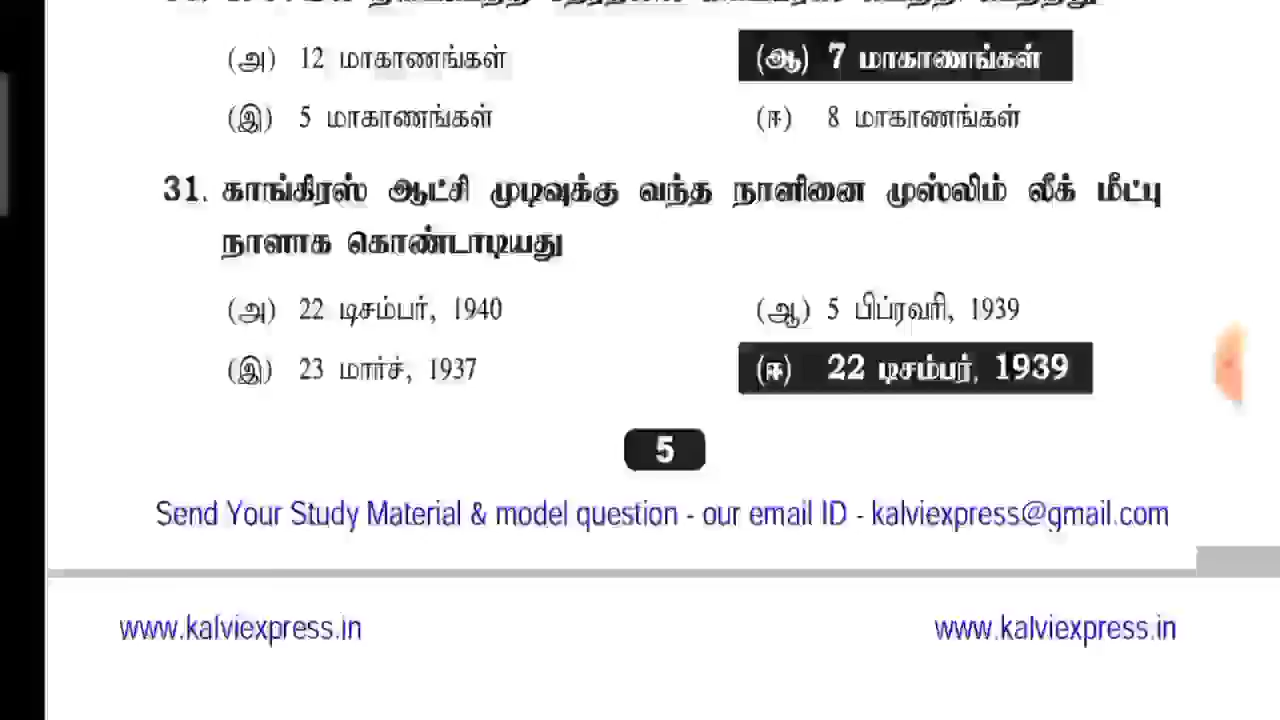 (அ) 12 மாகாணங்கள் (ஆ) 7 மாகாணங்கள்
(இ) 5 மாகாணங்கள் (ஈ) 8 மாகாணங்கள்
31. காங்கிரஸ் ஆட்சி முடிவுக்கு வந்த நாளினை முஸ்லிம் லீக் மீட்பு
நாளாக கொண்டாடியது
(அ) 22 டிசம்பர், 1940 (ஆ) 5 பிப்ரவரி, 1939
(இ) 23 மார்ச், 1937 (ஈ) 22 டிசம்பர், 1939
5
Send Your Study Material & model question - our email ID - kalviexpress@gmail.com
www.kalviexpress.in www.kalviexpress.in